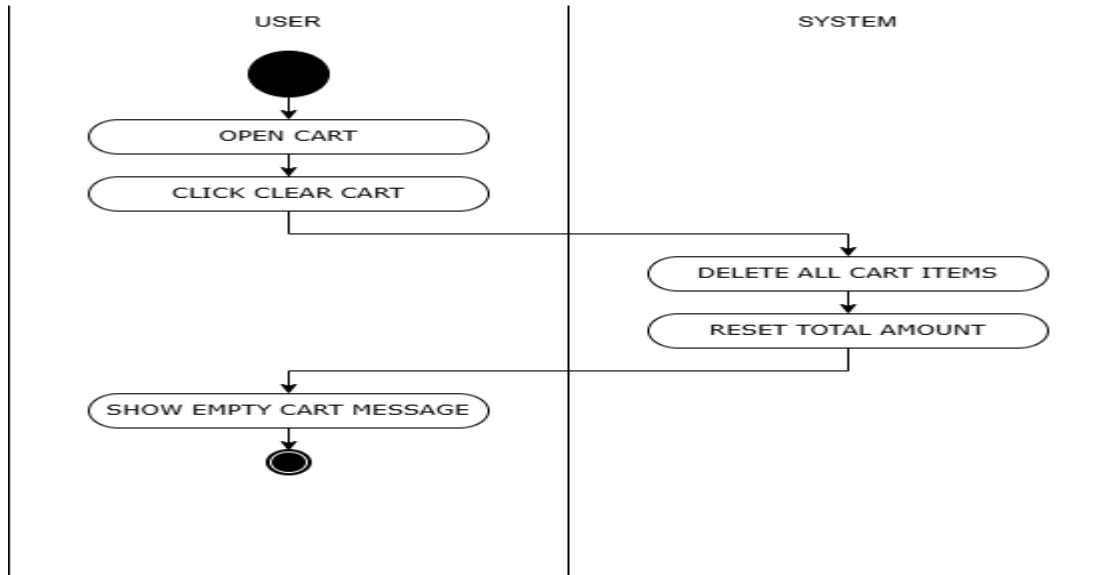 USER
SYSTEM
OPEN CART
CLICK CLEAR CART
DELETE ALL CART ITEMS
RESET TOTAL AMOUNT
SHOW EMPTY CART MESSAGE